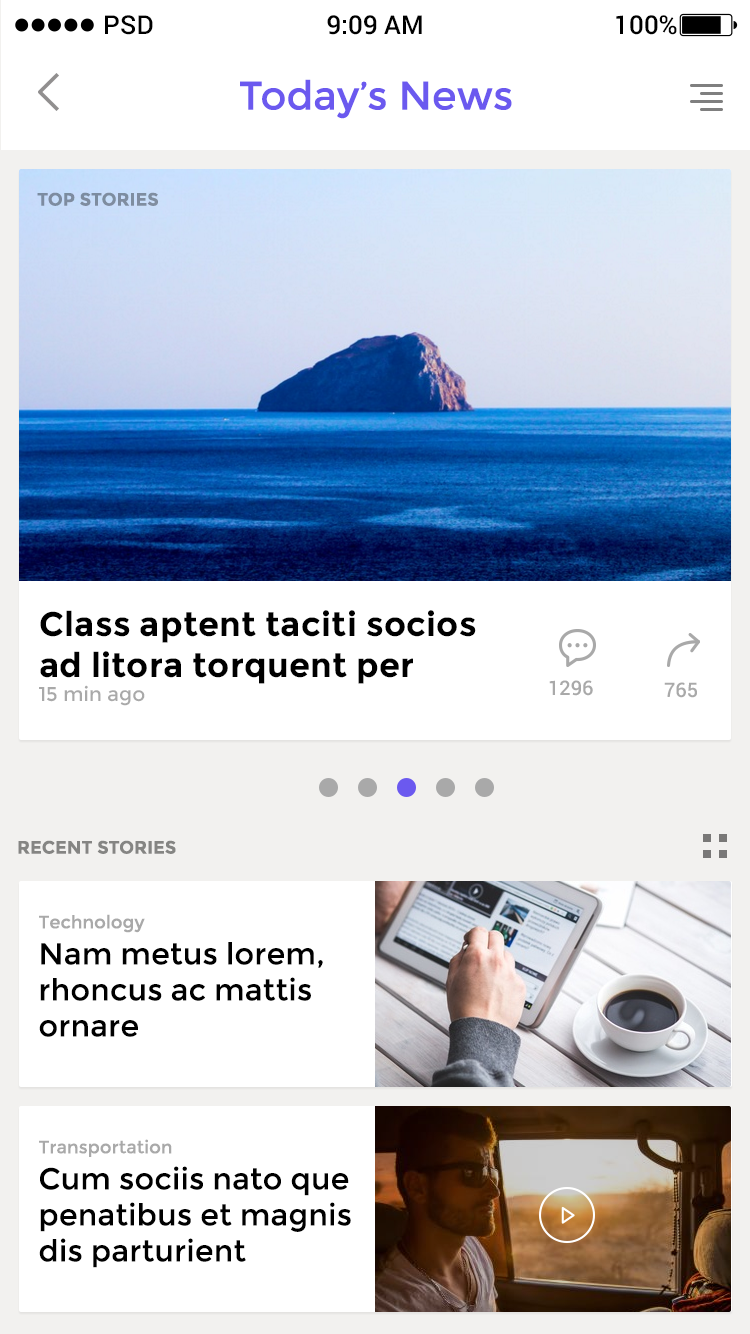 PSD 9:09 AM 100%
Today’s News
TOP STORIES
Class aptent taciti socios
ad litora torquent per
15 min ago
1296
765
RECENT STORIES
Technology
Nam metus lorem,
rhoncus ac mattis
ornare
Transportation
Cum sociis nato que
penatibus et magnis
dis parturient